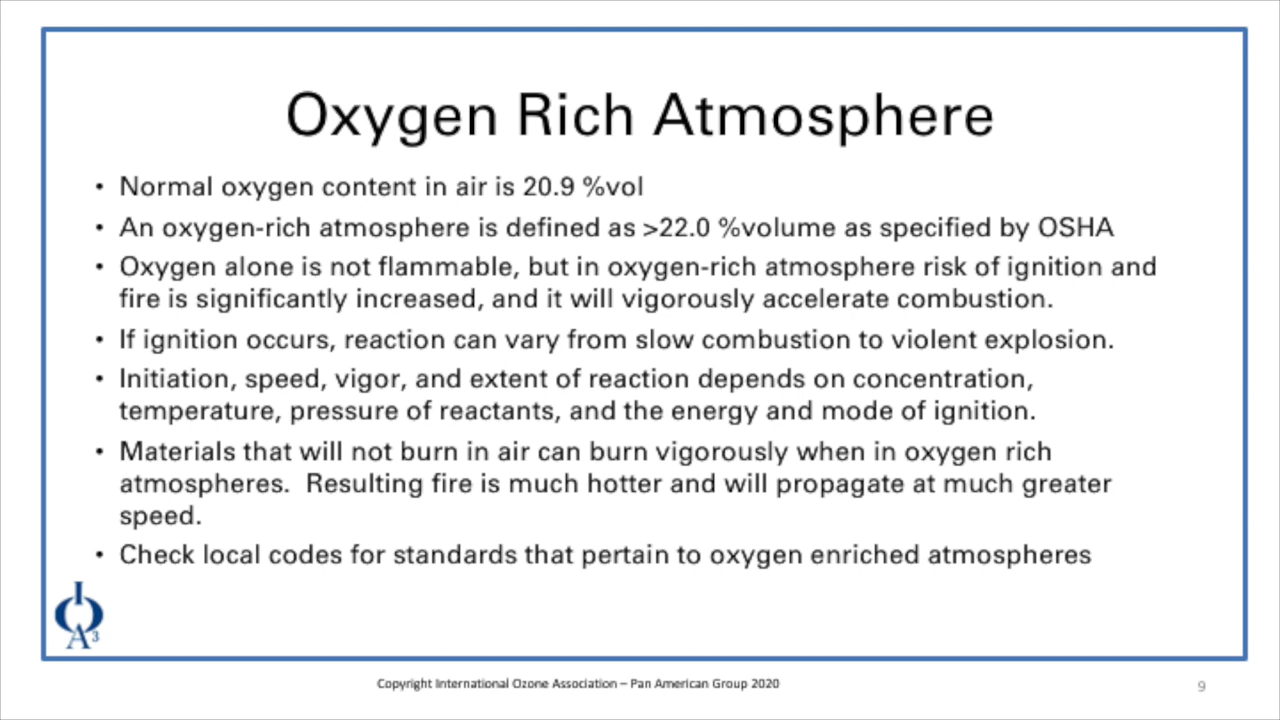 Oxygen Rich Atmosphere
• Normal oxygen content in air is 20.9 %vol
• An oxygen-rich atmosphere is defined as >22.0 %volume as specified by OSHA
• Oxygen alone is not flammable, but in oxygen-rich atmosphere risk of ignition and
fire is significantly increased, and it will vigorously accelerate combustion.
• If ignition occurs, reaction can vary from slow combustion to violent explosion.
• Initiation, speed, vigor, and extent of reaction depends on concentration,
temperature, pressure of reactants, and the energy and mode of ignition.
• Materials that will not burn in air can burn vigorously when in oxygen rich
atmospheres.  Resulting fire is much hotter and will propagate at much greater
speed.
• Check local codes for standards that pertain to oxygen enriched atmospheres
I
O
A3
Copyright International Ozone Association – Pan American Group 2020
9